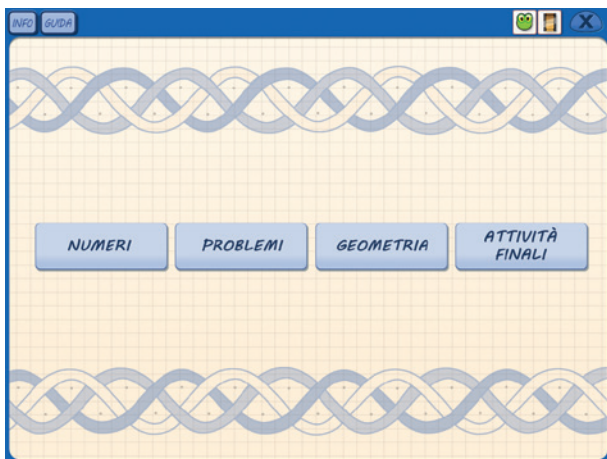 INFO
GUIDA
X
NUMERI
PROBLEMI
GEOMETRIA
ATTIVITÀ
FINALI